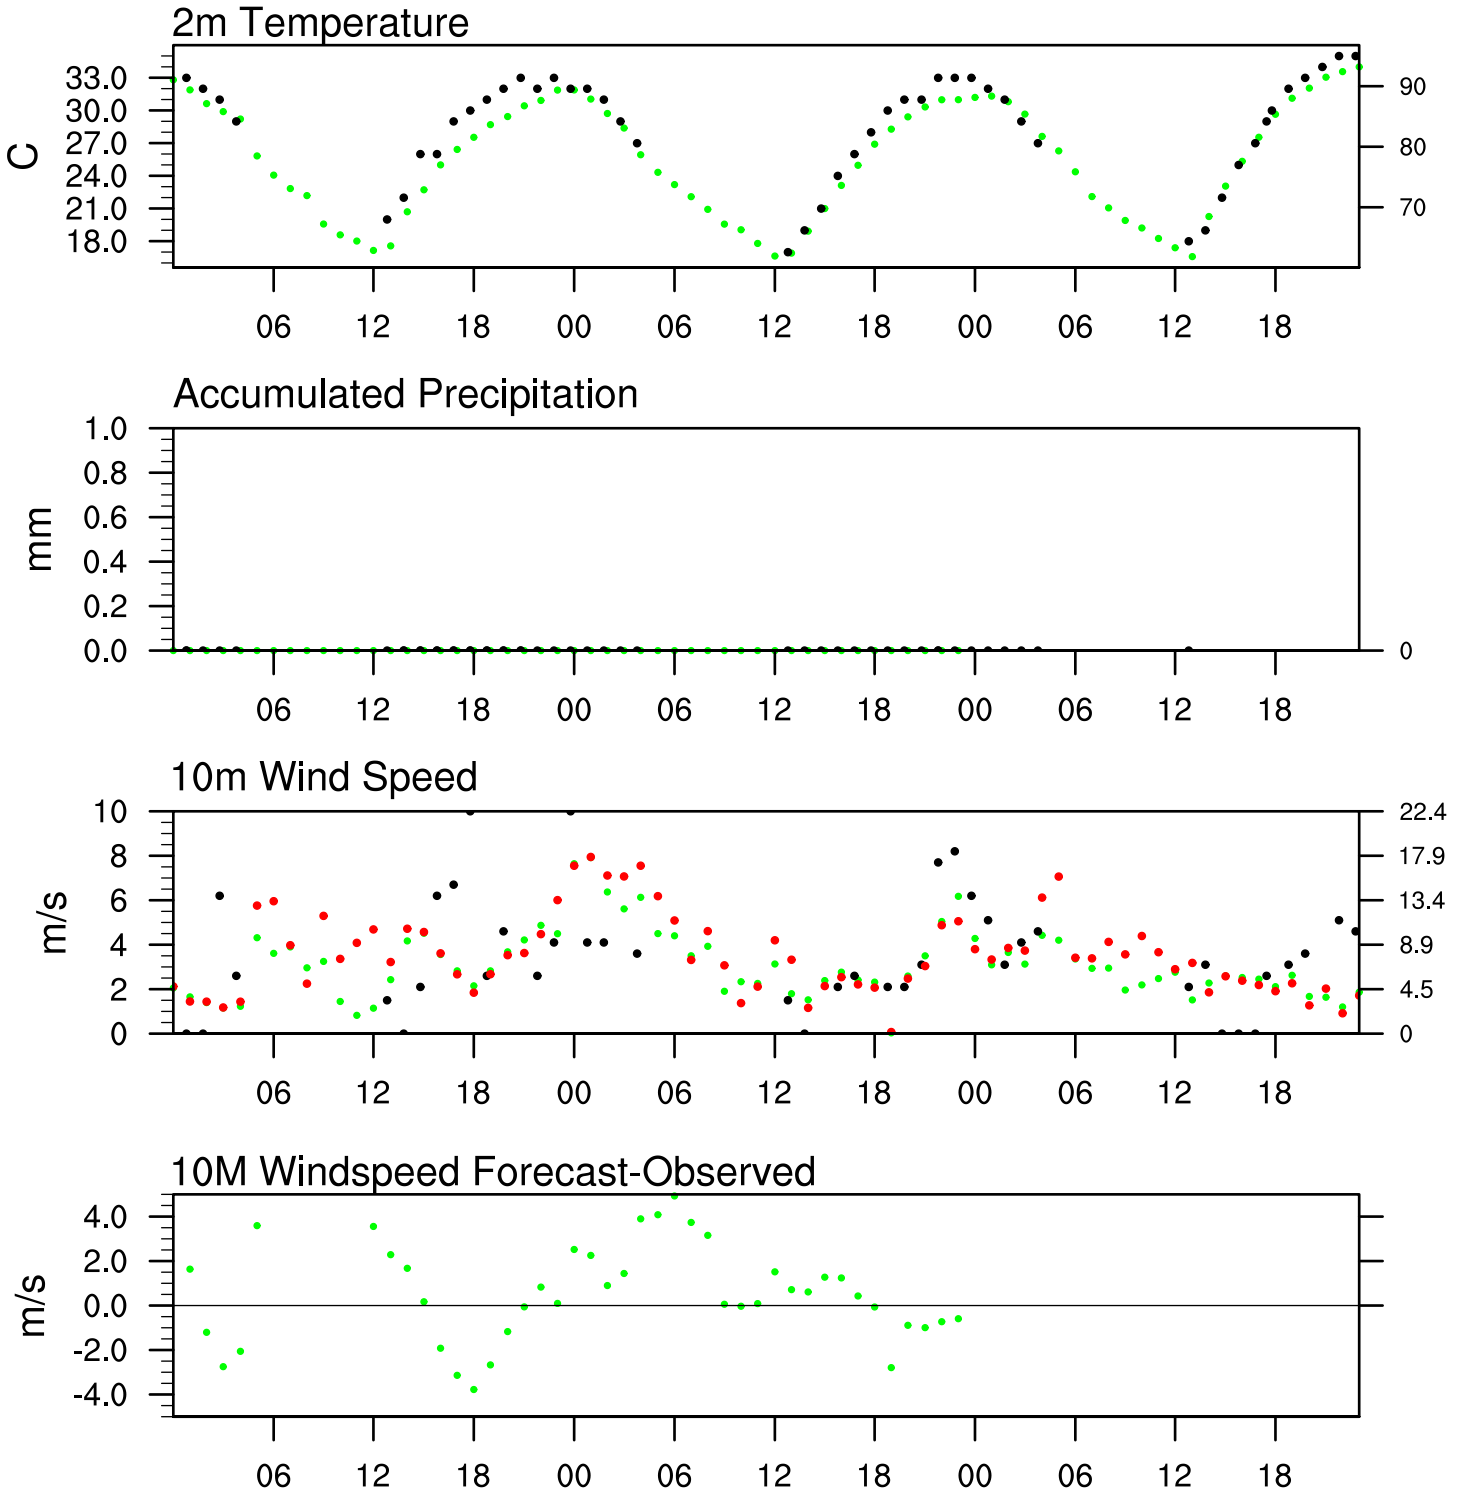 2m Temperature
33.0
30.0
27.0
24.0
21.0
18.0
C
90
80
70
06 12 18 00 06 12 18 00 06 12 18
Accumulated Precipitation
1.0
0.8
0.6
0.4
0.2
0.0
mm
0
06 12 18 00 06 12 18 00 06 12 18
10m Wind Speed
10
8
6
4
2
0
m/s
22.4
17.9
13.4
8.9
4.5
0
06 12 18 00 06 12 18 00 06 12 18
10M Windspeed Forecast-Observed
4.0
2.0
0.0
-2.0
-4.0
m/s
06 12 18 00 06 12 18 00 06 12 18